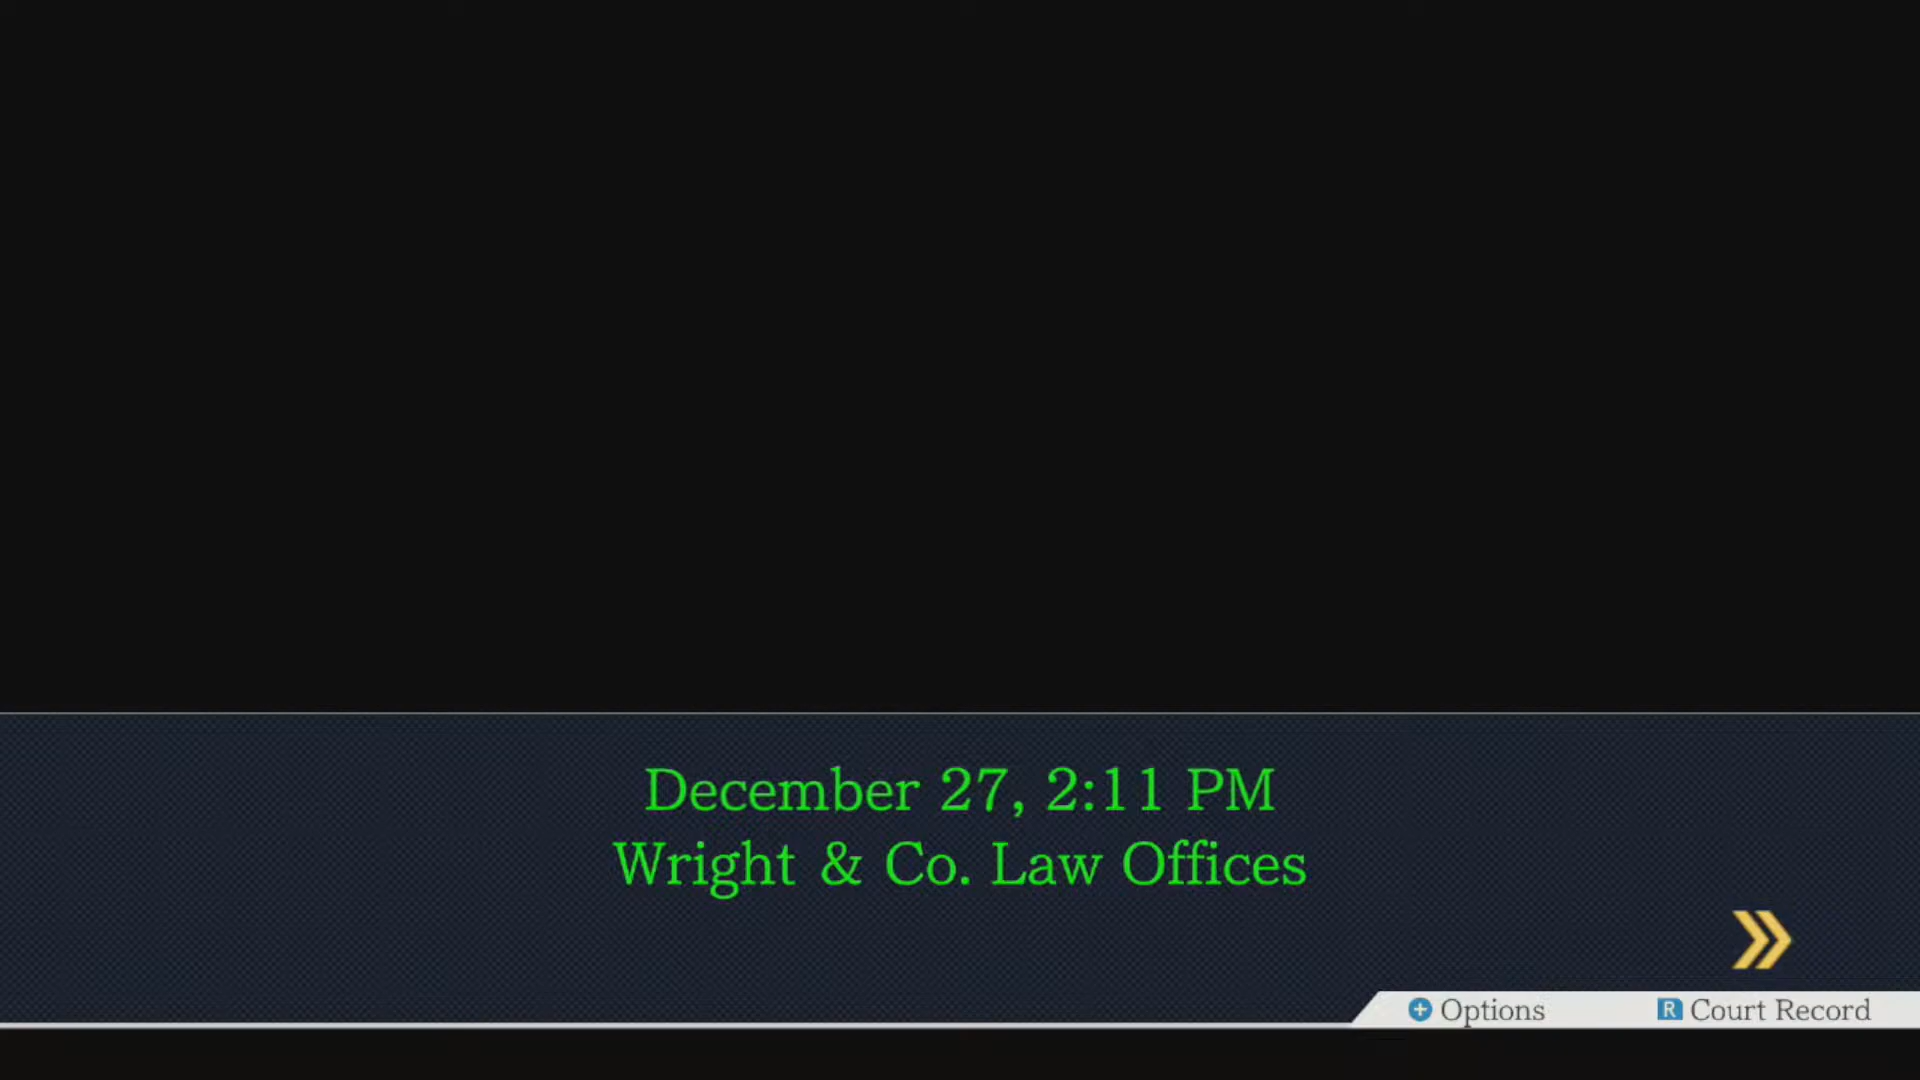 December 27, 2:11 PM
Wright & Co. Law Offices
+ Options R Court Record